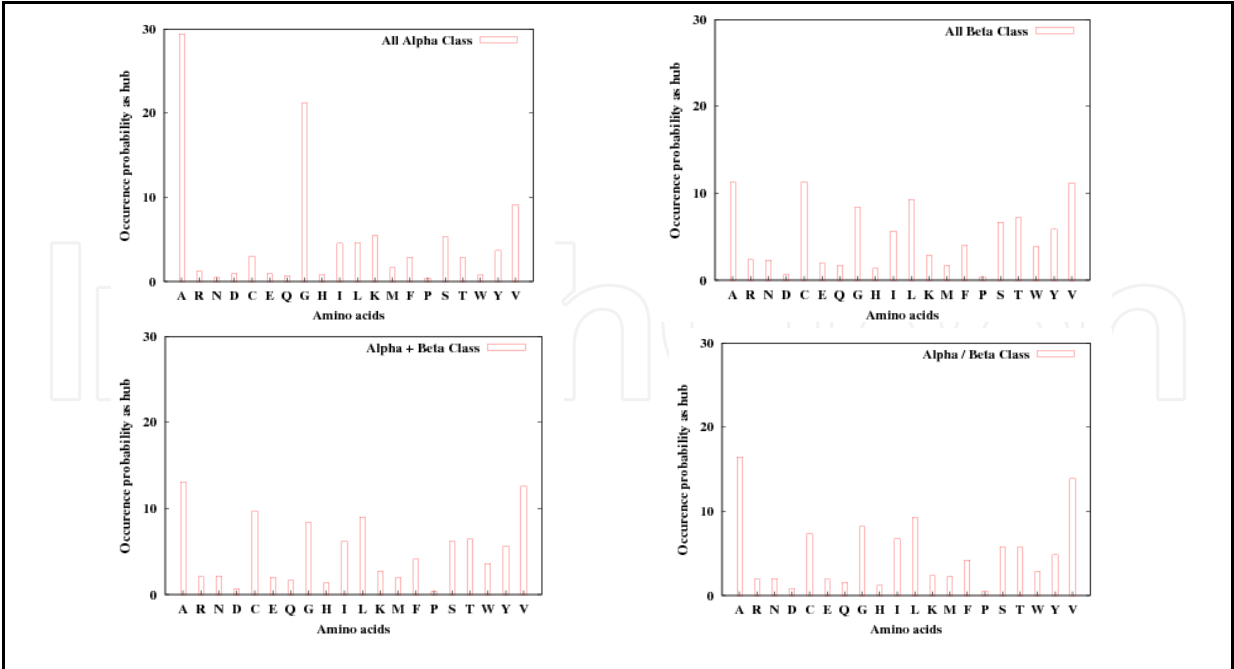 All Alpha Class
30
20
10
0
Occurence probability as hub
A R N D C E Q G H I L K M F P S T W Y V
Amino acids
All Beta Class
30
20
10
0
Occurence probability as hub
A R N D C E Q G H I L K M F P S T W Y V
Amino acids
Alpha + Beta Class
30
20
10
0
Occurence probability as hub
A R N D C E Q G H I L K M F P S T W Y V
Amino acids
Alpha / Beta Class
30
20
10
0
Occurence probability as hub
A R N D C E Q G H I L K M F P S T W Y V
Amino acids